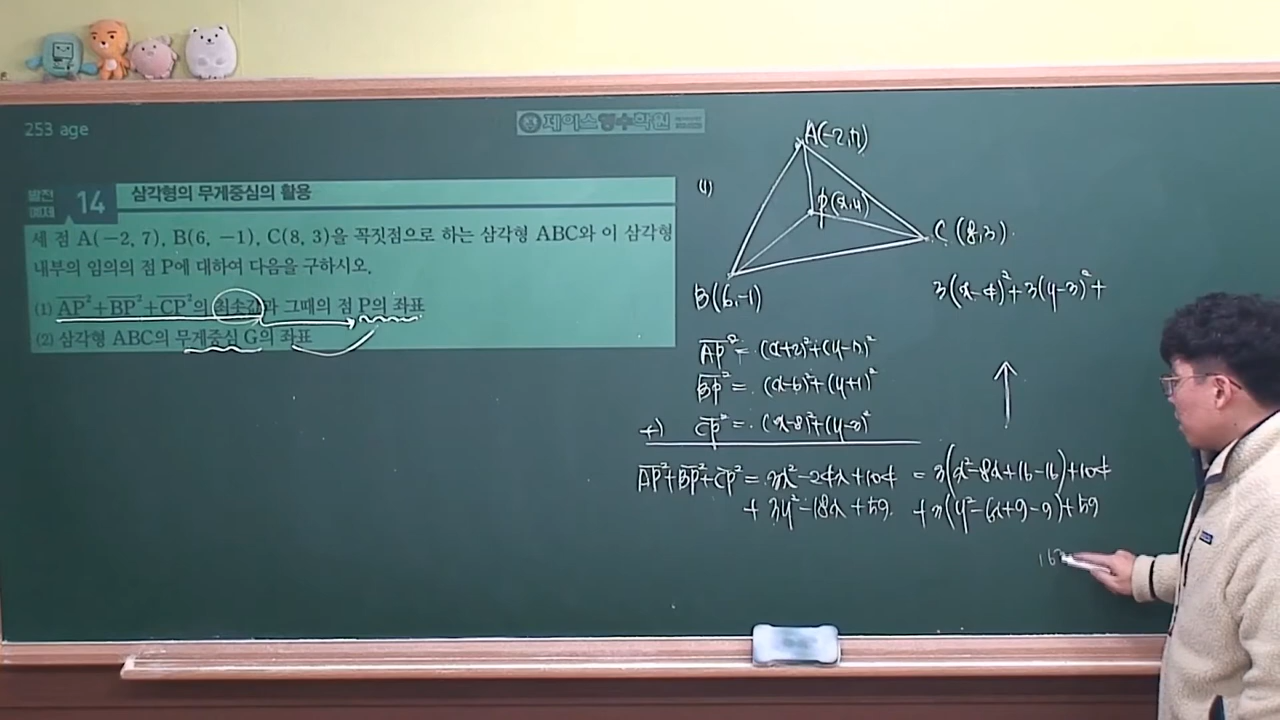 253 age
제이스영수학원
발전
예제 14 삼각형의 무게중심의 활용
세 점 A(−2, 7), B(6, −1), C(8, 3)을 꼭짓점으로 하는 삼각형 ABC와 이 삼각형
내부의 임의의 점 P에 대하여 다음을 구하시오.
(1) AP²+BP²+CP²의 최솟값과 그때의 점 P의 좌표
(2) 삼각형 ABC의 무게중심 G의 좌표
(1)
A(-2,7)
P(x,y)
C (8,3)
B(6,-1)
3(x-4)²+3(y-3)²+
AP² = (x+2)²+(y-7)²
BP² = (x-6)²+(y+1)²
+) CP² = (x-8)²+(y-3)²
AP²+BP²+CP² = 3x²-24x+104 = 3(x²-8x+16-16)+104
+ 3y²-18x+59 +3(y²-6x+9-9)+59